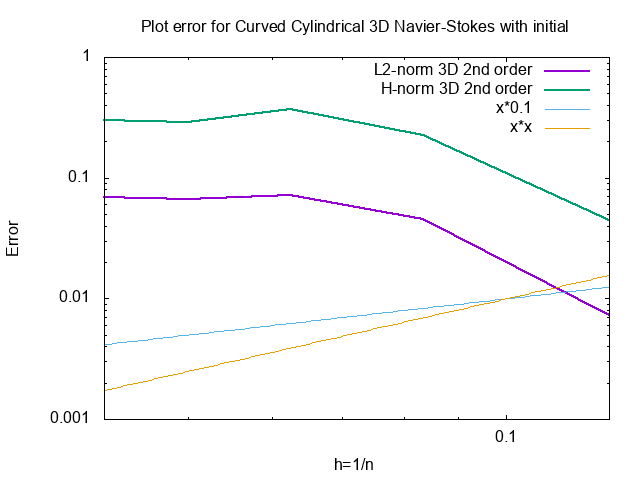 Plot error for Curved Cylindrical 3D Navier-Stokes with initial
1
L2-norm 3D 2nd order
H-norm 3D 2nd order
x*0.1
x*x
0.1
Error
0.01
0.001
0.1
h=1/n